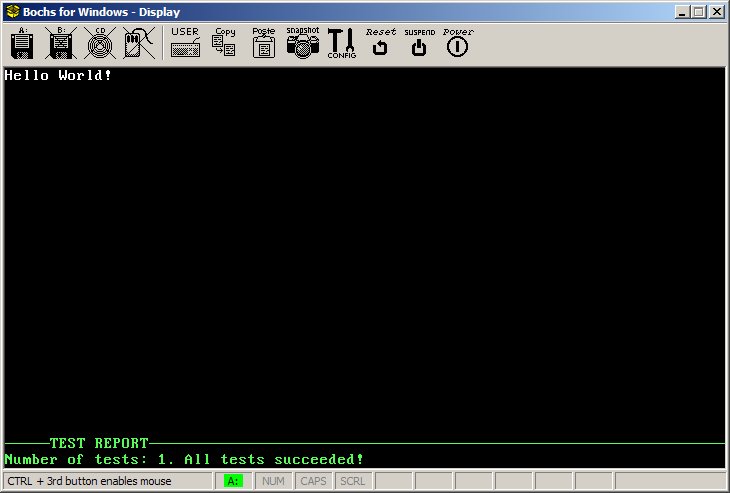 Bochs for Windows - Display
A: B: CD USER Copy Paste snapshot CONFIG Reset SUSPEND Power
Hello World!
TEST REPORT
Number of tests: 1. All tests succeeded!
CTRL + 3rd button enables mouse A: NUM CAPS SCRL